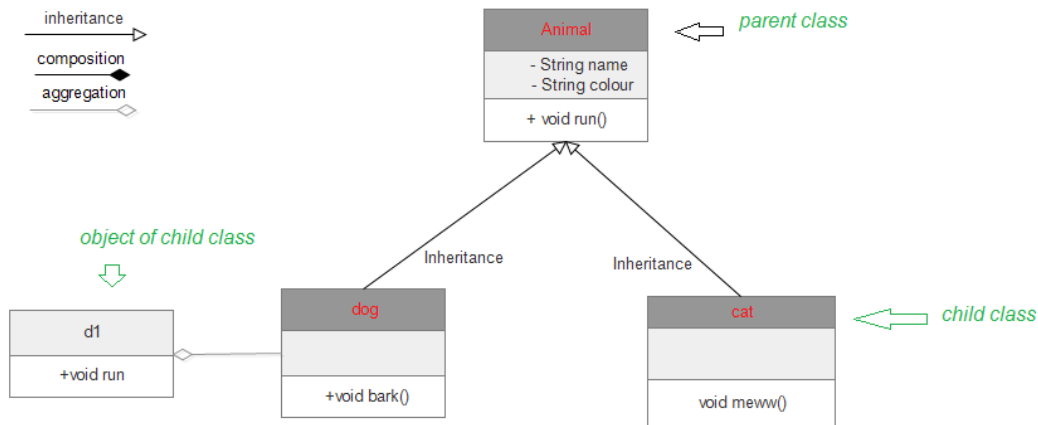 inheritance
composition
aggregation
Animal
- String name
- String colour
+ void run()
parent class
Inheritance
Inheritance
object of child class
d1
+void run
dog
+void bark()
cat
void meww()
child class